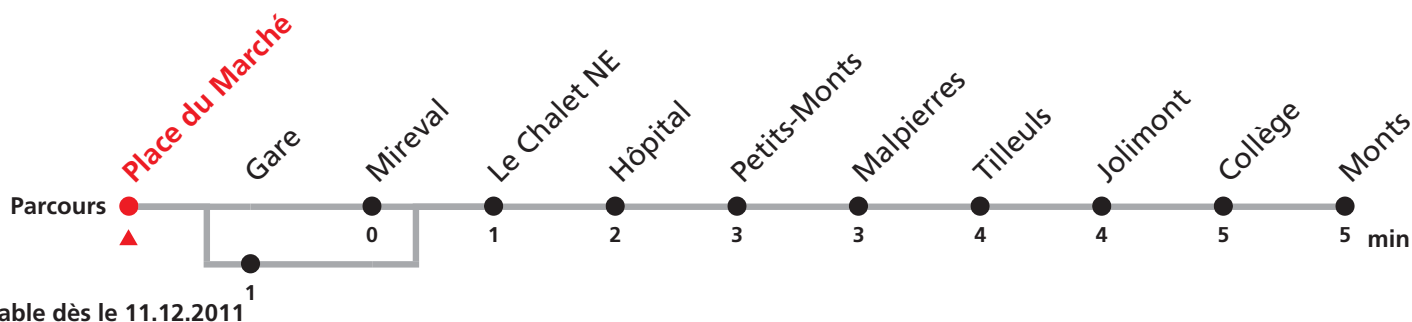 Place du Marché
Gare
Mireval
Le Chalet NE
Hôpital
Petits-Monts
Malpierres
Tilleuls
Jolimont
Collège
Monts
Parcours
0 1 2 3 3 4 4 5 5 min
1
able dès le 11.12.2011